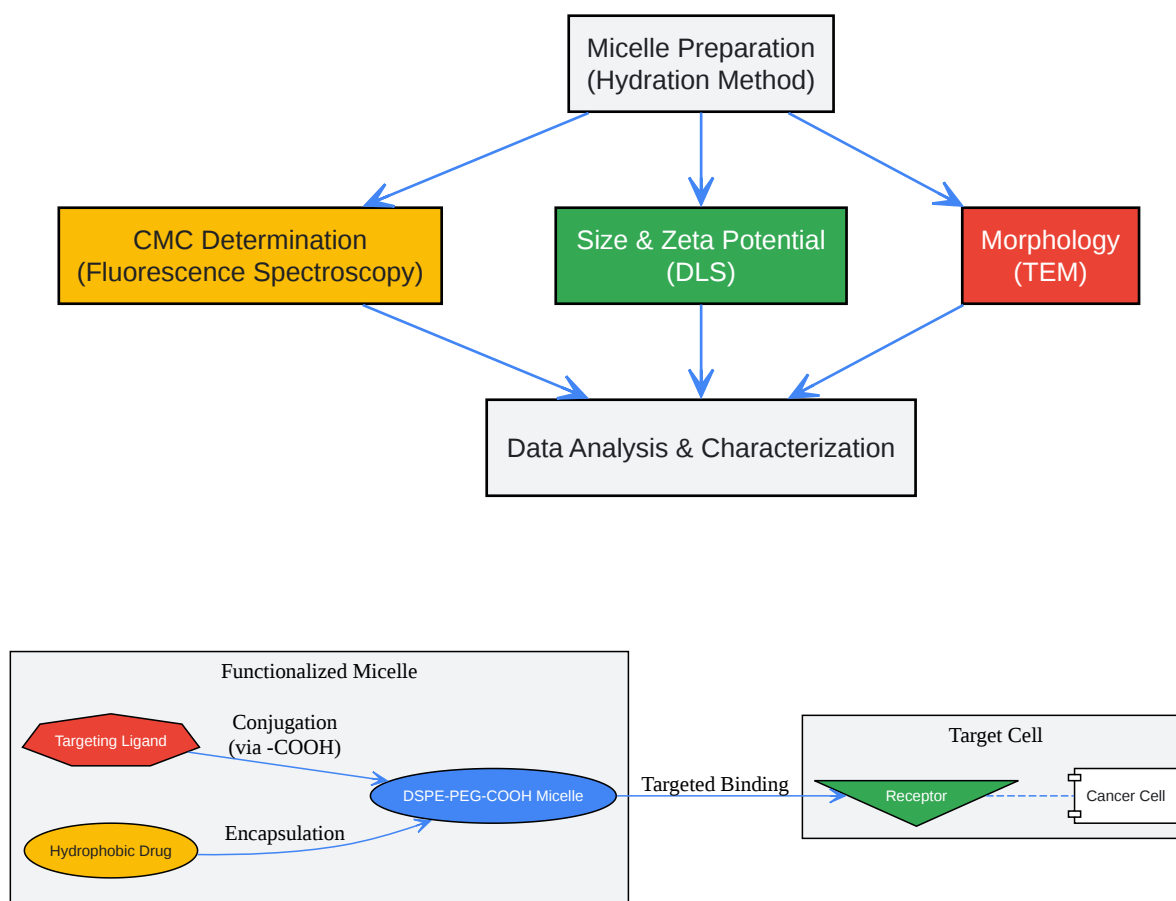 Micelle Preparation
(Hydration Method)
CMC Determination
(Fluorescence Spectroscopy)
Size & Zeta Potential
(DLS)
Morphology
(TEM)
Data Analysis & Characterization
Functionalized Micelle
Targeting Ligand
Conjugation
(via -COOH)
DSPE-PEG-COOH Micelle
Hydrophobic Drug
Encapsulation
Targeted Binding
Target Cell
Receptor
Cancer Cell